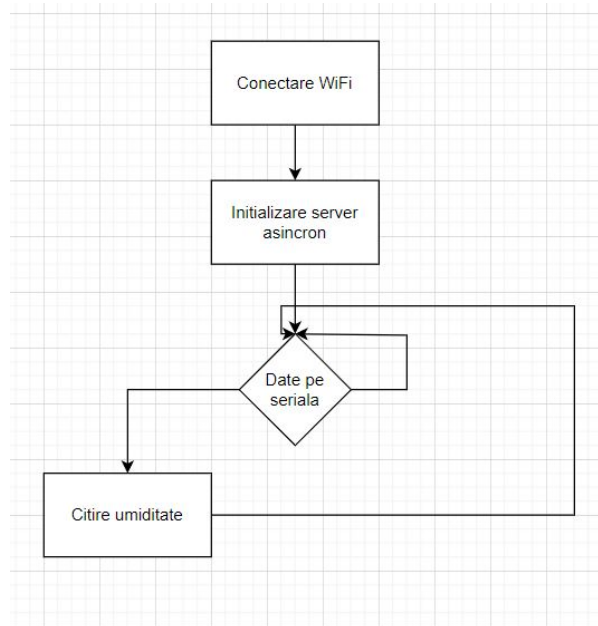 Conectare WiFi
Initializare server
asincron
Date pe
seriala
Citire umiditate